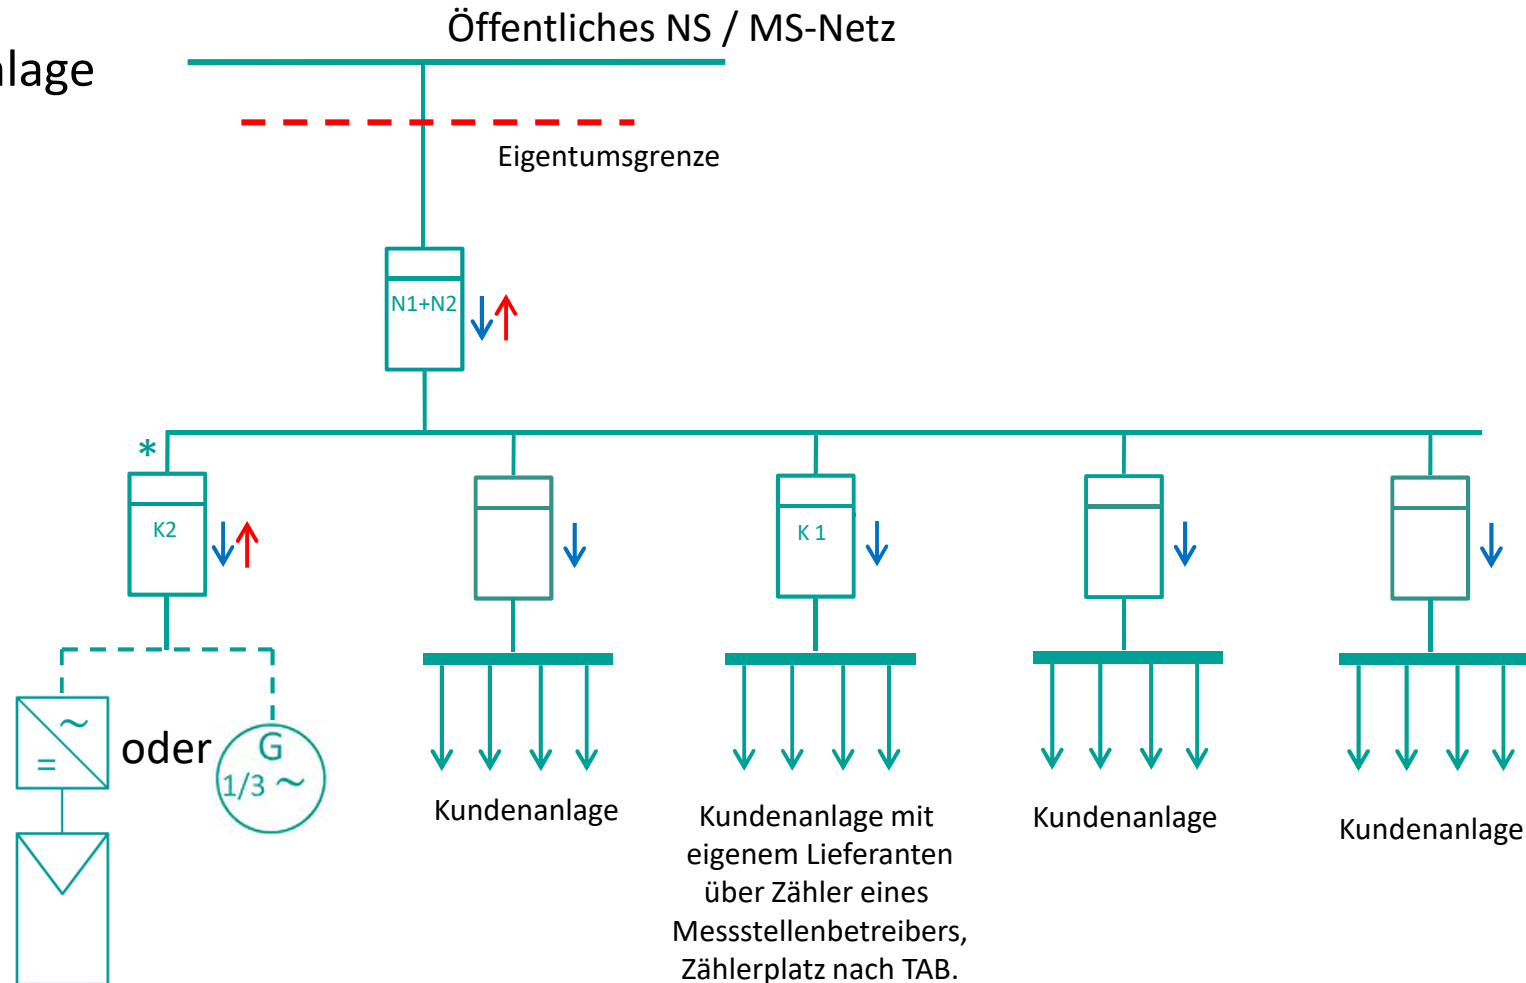 Öffentliches NS / MS-Netz
nlage
Eigentumsgrenze
N1+N2
*
K2
K 1
~
=
oder
G
1/3 ~
Kundenanlage
Kundenanlage mit
eigenem Lieferanten
über Zähler eines
Messstellenbetreibers,
Zählerplatz nach TAB.
Kundenanlage
Kundenanlage